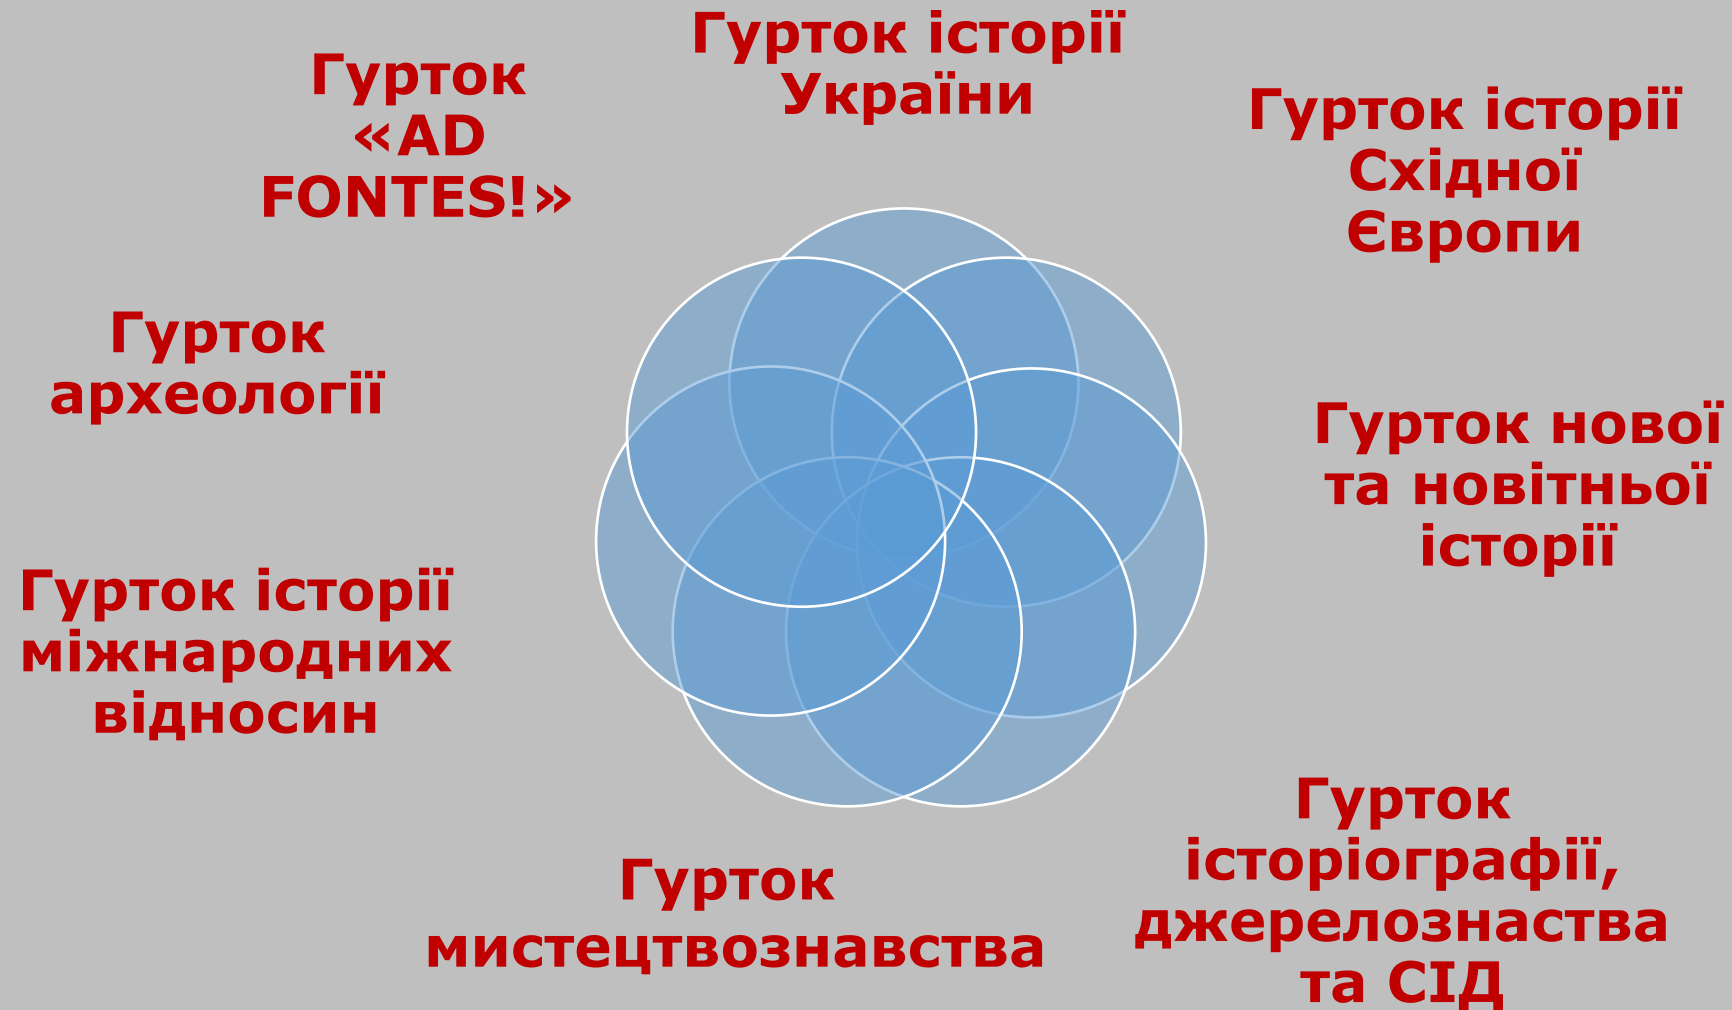 Гурток історії
України
Гурток історії
Східної
Європи
Гурток нової
та новітньої
історії
Гурток
історіографії,
джерелознаства
та СІД
Гурток
мистецтвознавства
Гурток історії
міжнародних
відносин
Гурток
археології
Гурток
«AD
FONTES!»